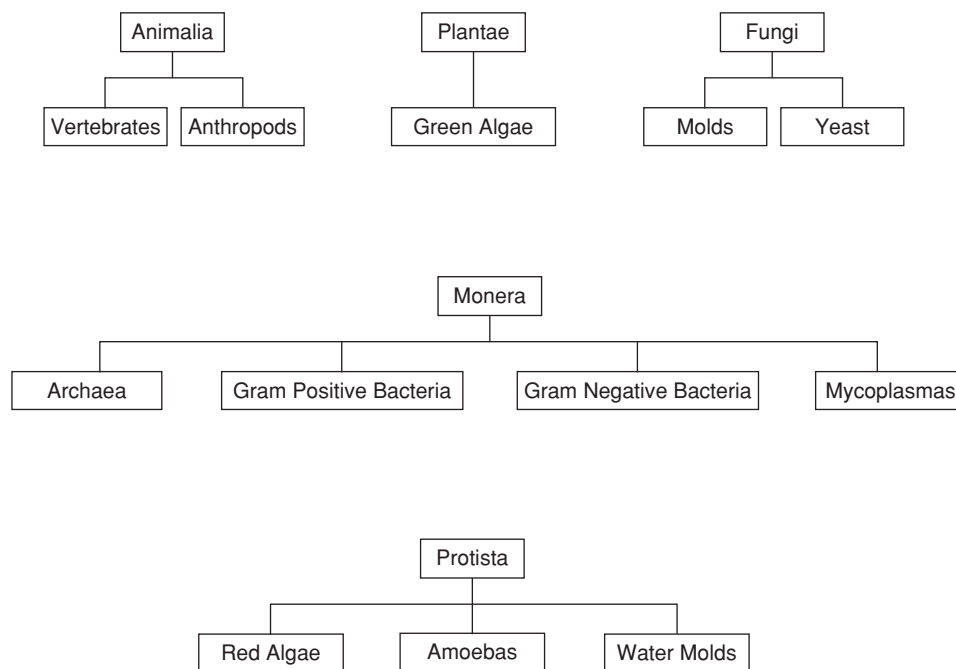 Animalia
Plantae
Fungi
Vertebrates
Anthropods
Green Algae
Molds
Yeast
Monera
Archaea
Gram Positive Bacteria
Gram Negative Bacteria
Mycoplasmas
Protista
Red Algae
Amoebas
Water Molds